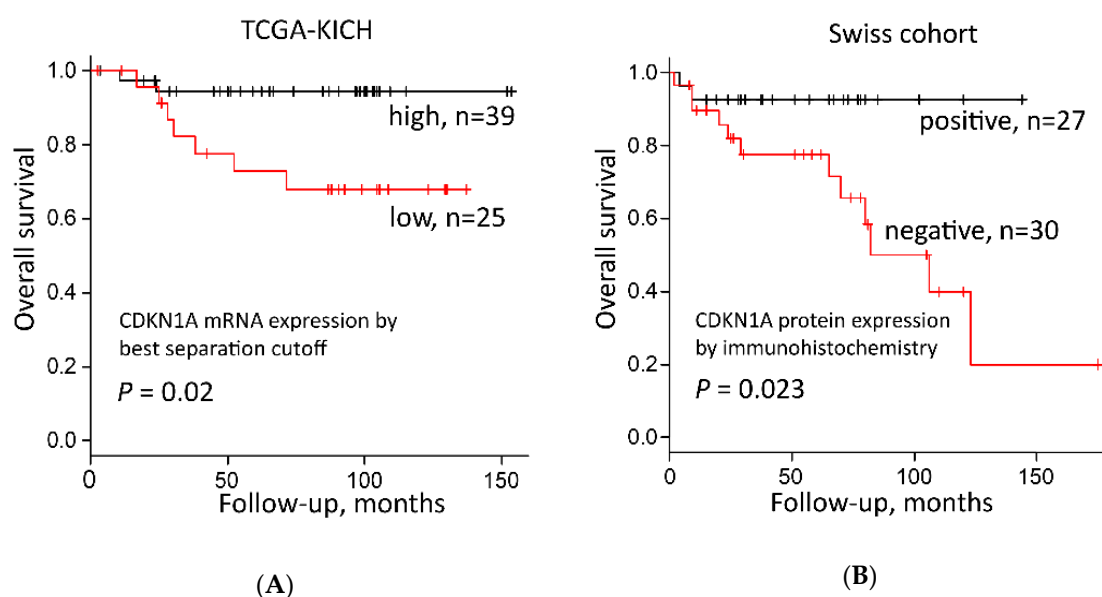 TCGA-KICH
Overall survival
1.0
0.8
0.6
0.4
0.2
0.0
high, n=39
low, n=25
CDKN1A mRNA expression by
best separation cutoff
P = 0.02
0 50 100 150
Follow-up, months
(A)
Swiss cohort
Overall survival
1.0
0.8
0.6
0.4
0.2
0.0
positive, n=27
negative, n=30
CDKN1A protein expression
by immunohistochemistry
P = 0.023
0 50 100 150
Follow-up, months
(B)